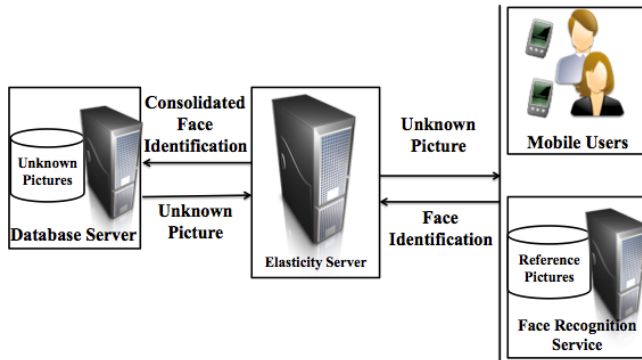 Consolidated
Face
Identification
Unknown
Pictures
Unknown
Picture
Database Server
Elasticity Server
Unknown
Picture
Face
Identification
Mobile Users
Reference
Pictures
Face Recognition
Service